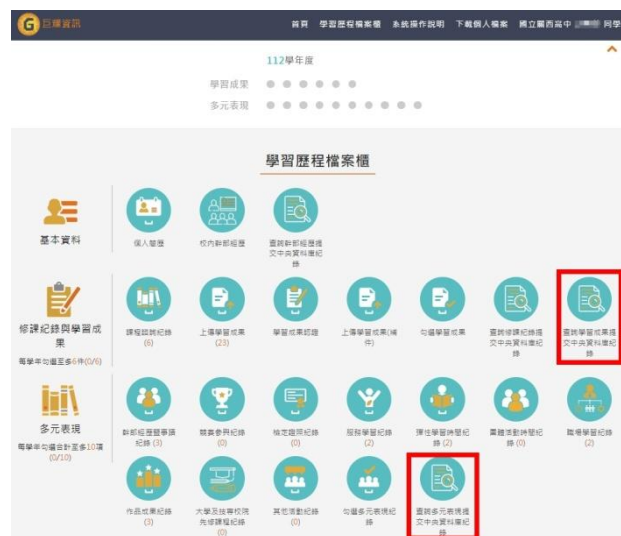 G 巨耀資訊
首頁 學習歷程檔案櫃 系統操作說明 下載個人檔案 國立關西高中 同學
112學年度
學習成果
多元表現
學習歷程檔案櫃
基本資料
個人簡歷
校內幹部經歷
查詢幹部經歷提
交中央資料庫紀
錄
修課紀錄與學習成
果
每學年勾選至多6件(0/6)
課程諮詢紀錄
(6)
上傳學習成果
(23)
學習成果認證
上傳學習成果(補
件)
勾選學習成果
查詢修課紀錄提
交中央資料庫紀
錄
查詢學習成果提
交中央資料庫紀
錄
多元表現
每學年勾選合計至多10項
(0/10)
幹部經歷暨事蹟
紀錄 (3)
競賽參與紀錄
(0)
檢定證照紀錄
(0)
服務學習紀錄
(2)
彈性學習時間紀
錄 (2)
團體活動時間紀
錄 (0)
職場學習紀錄
(2)
作品成果紀錄
(3)
大學及技專校院
先修課程紀錄
(0)
其他活動紀錄
(0)
勾選多元表現紀
錄
查詢多元表現提
交中央資料庫紀
錄